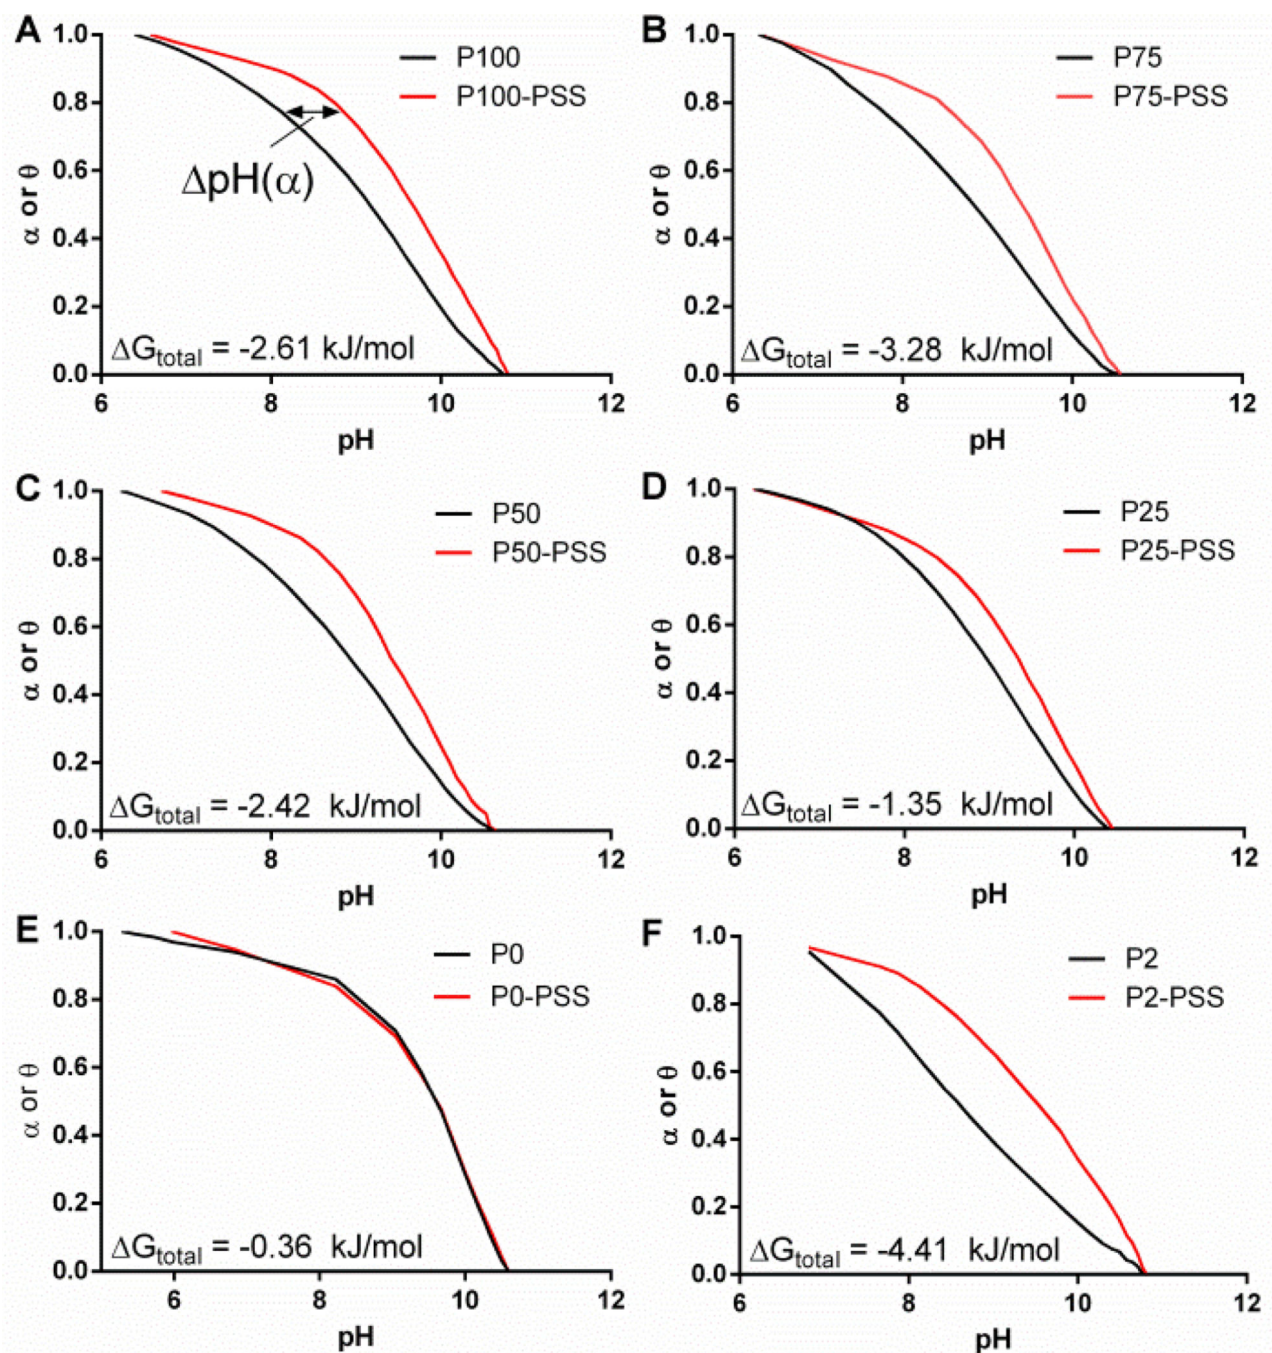 A
1.0
0.8
0.6
0.4
0.2
0.0
α or θ
P100
P100-PSS
ΔpH(α)
ΔGtotal = -2.61 kJ/mol
6 8 10 12
pH
B
1.0
0.8
0.6
0.4
0.2
0.0
α or θ
P75
P75-PSS
ΔGtotal = -3.28 kJ/mol
6 8 10 12
pH
C
1.0
0.8
0.6
0.4
0.2
0.0
α or θ
P50
P50-PSS
ΔGtotal = -2.42 kJ/mol
6 8 10 12
pH
D
1.0
0.8
0.6
0.4
0.2
0.0
α or θ
P25
P25-PSS
ΔGtotal = -1.35 kJ/mol
6 8 10 12
pH
E
1.0
0.8
0.6
0.4
0.2
0.0
α or θ
P0
P0-PSS
ΔGtotal = -0.36 kJ/mol
6 8 10 12
pH
F
1.0
0.8
0.6
0.4
0.2
0.0
α or θ
P2
P2-PSS
ΔGtotal = -4.41 kJ/mol
6 8 10 12
pH